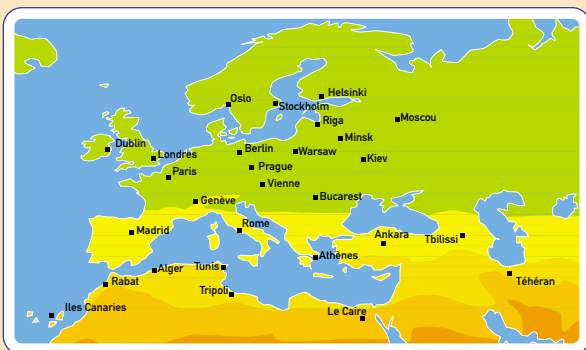 Helsinki
Oslo
Stockholm
Moscou
Riga
Minsk
Dublin
Londres
Berlin
Warsaw
Kiev
Prague
Paris
Vienne
Genève
Bucarest
Rome
Madrid
Ankara
Tbilissi
Athènes
Alger
Tunis
Rabat
Téhéran
Tripoli
Iles Canaries
Le Caire